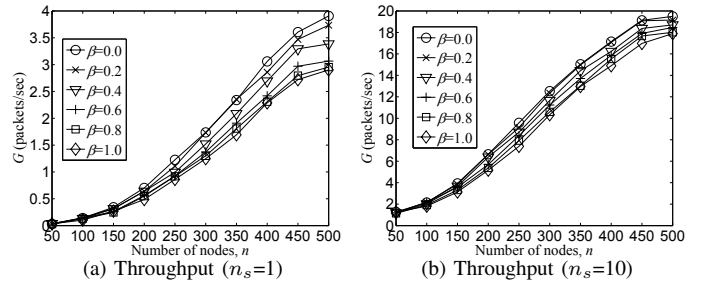 4
3.5
3
2.5
2
1.5
1
0.5
0
G (packets/sec)
β=0.0
β=0.2
β=0.4
β=0.6
β=0.8
β=1.0
50 100 150 200 250 300 350 400 450 500
Number of nodes, n
(a) Throughput (nₛ=1)
20
18
16
14
12
10
8
6
4
2
0
G (packets/sec)
β=0.0
β=0.2
β=0.4
β=0.6
β=0.8
β=1.0
50 100 150 200 250 300 350 400 450 500
Number of nodes, n
(b) Throughput (nₛ=10)